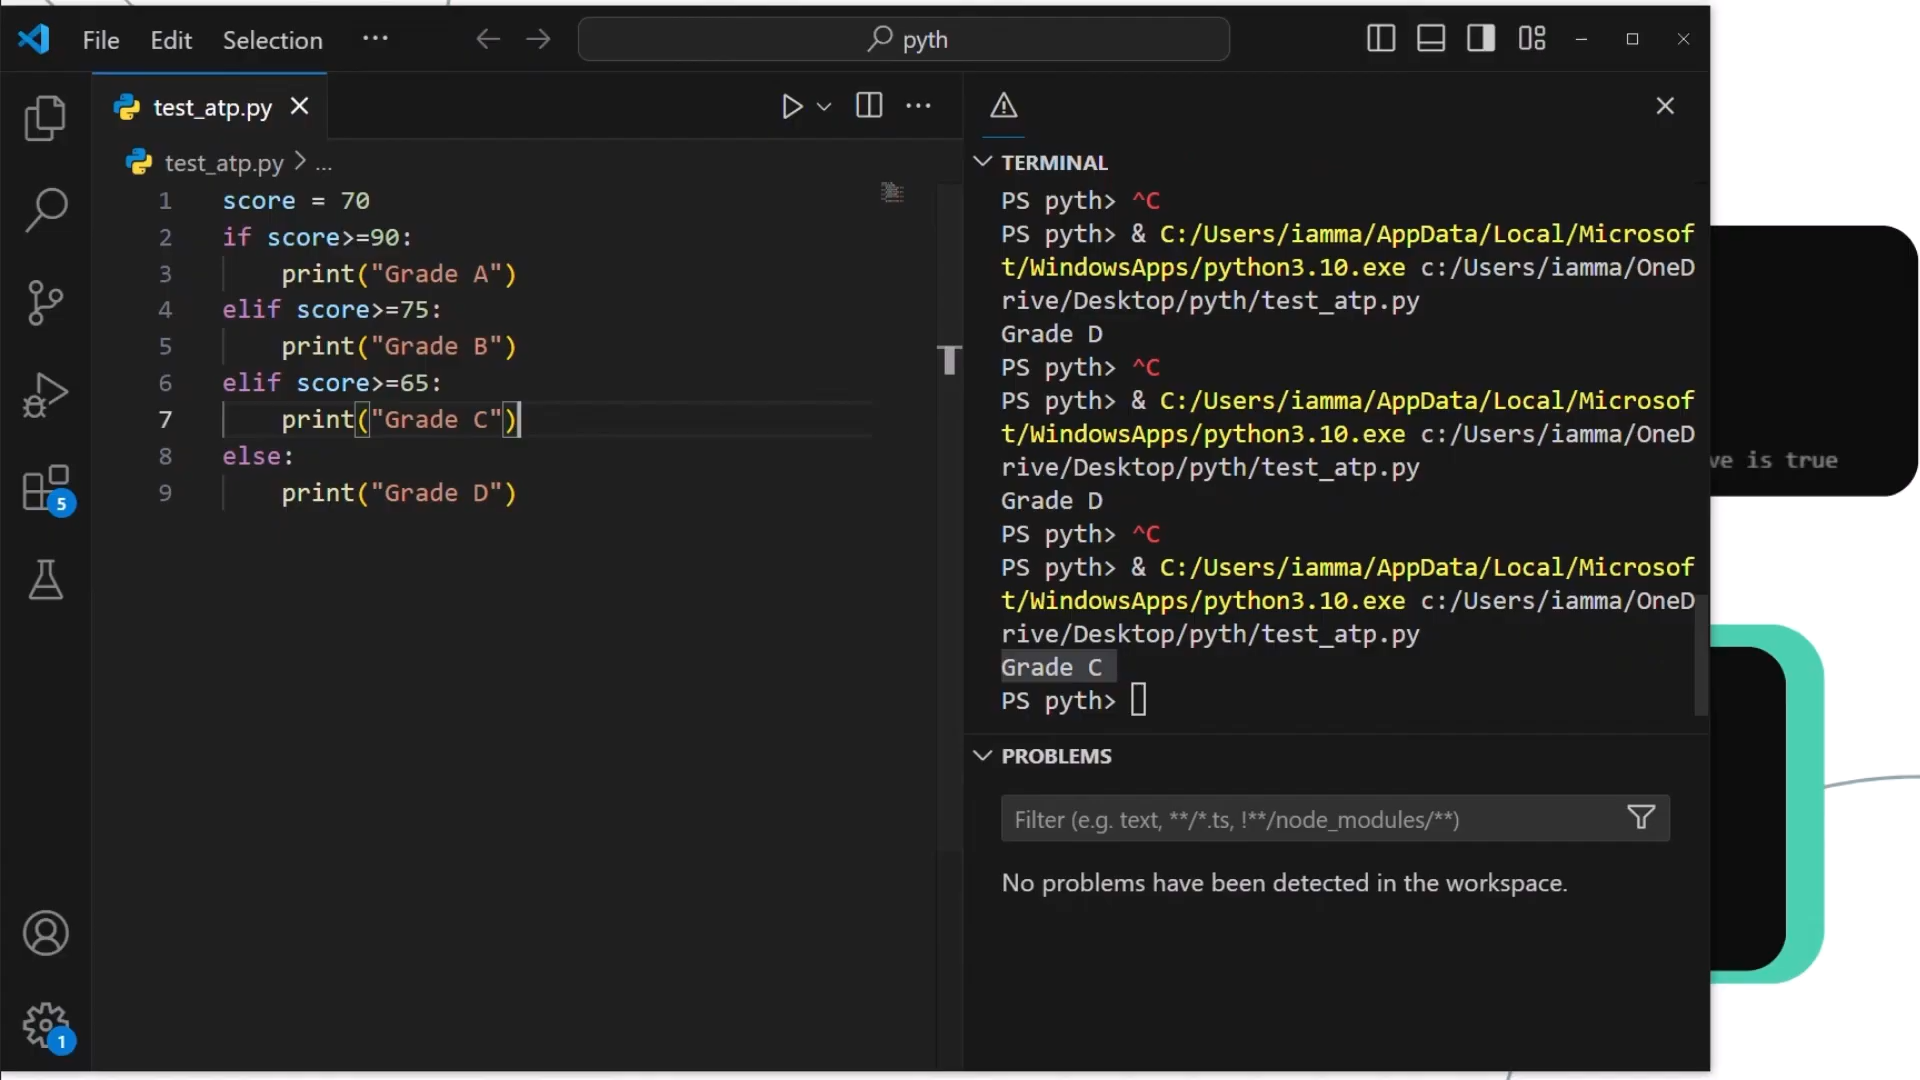 File Edit Selection ...
pyth
test_atp.py
test_atp.py > ...
1 score = 70
2 if score>=90:
3 print("Grade A")
4 elif score>=75:
5 print("Grade B")
6 elif score>=65:
7 print("Grade C")
8 else:
9 print("Grade D")
5
1
TERMINAL
PS pyth> ^C
PS pyth> & C:/Users/iamma/AppData/Local/Microsof
t/WindowsApps/python3.10.exe c:/Users/iamma/OneD
rive/Desktop/pyth/test_atp.py
Grade D
PS pyth> ^C
PS pyth> & C:/Users/iamma/AppData/Local/Microsof
t/WindowsApps/python3.10.exe c:/Users/iamma/OneD
rive/Desktop/pyth/test_atp.py
Grade D
PS pyth> ^C
PS pyth> & C:/Users/iamma/AppData/Local/Microsof
t/WindowsApps/python3.10.exe c:/Users/iamma/OneD
rive/Desktop/pyth/test_atp.py
Grade C
PS pyth>
PROBLEMS
Filter (e.g. text, **/*.ts, !**/node_modules/**)
No problems have been detected in the workspace.
ve is true